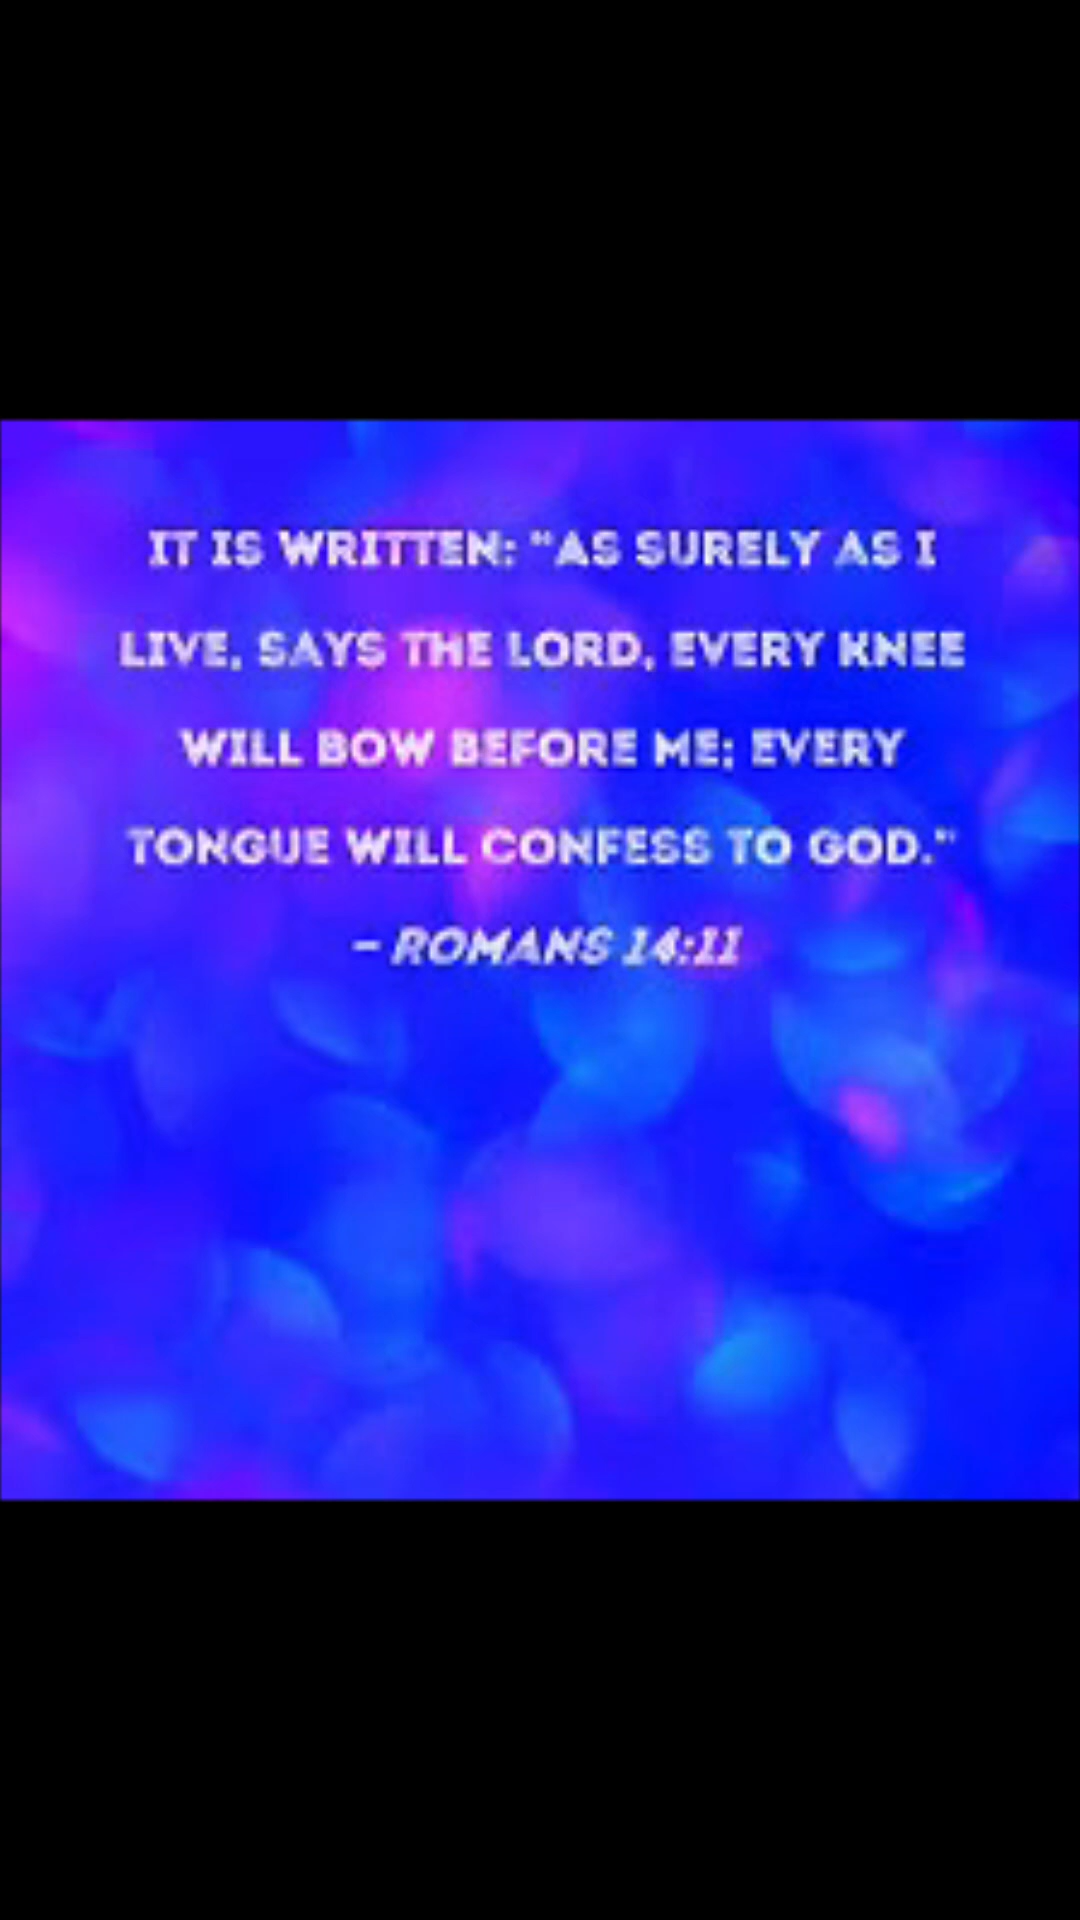 IT IS WRITTEN: "AS SURELY AS I
LIVE, SAYS THE LORD, EVERY KNEE
WILL BOW BEFORE ME; EVERY
TONGUE WILL CONFESS TO GOD."
- ROMANS 14:11